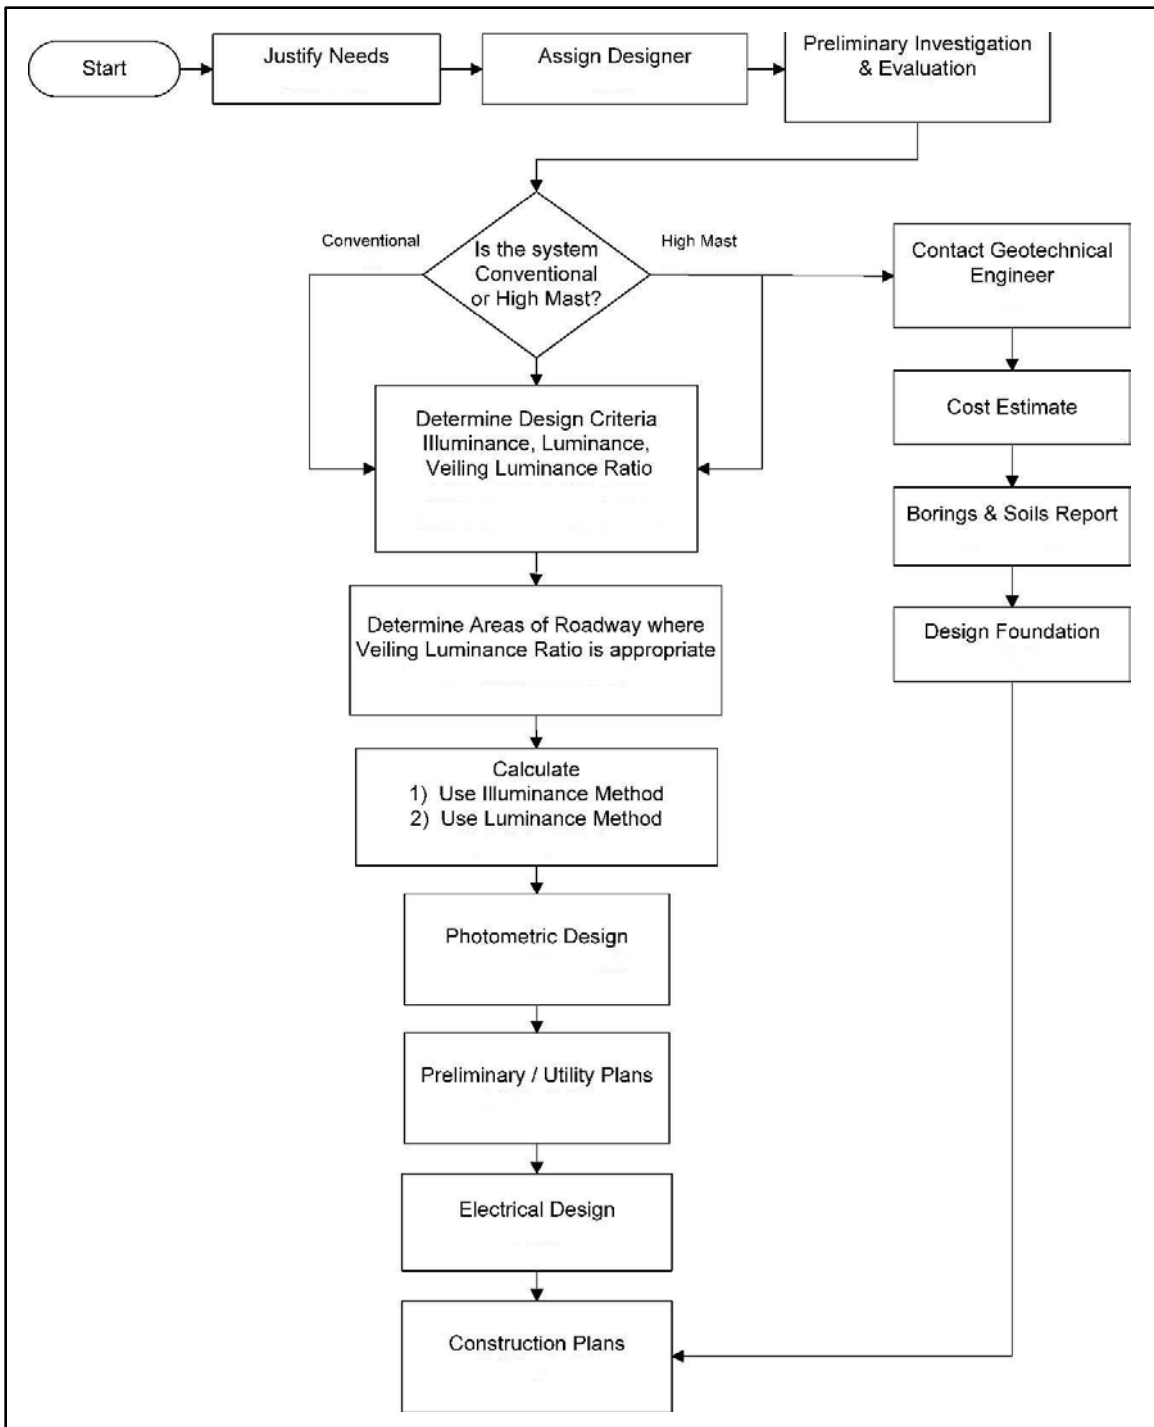 Start
Justify Needs
Assign Designer
Preliminary Investigation
& Evaluation
Conventional
Is the system
Conventional
or High Mast?
High Mast
Contact Geotechnical
Engineer
Determine Design Criteria
Illuminance, Luminance,
Veiling Luminance Ratio
Cost Estimate
Borings & Soils Report
Determine Areas of Roadway where
Veiling Luminance Ratio is appropriate
Design Foundation
Calculate
1) Use Illuminance Method
2) Use Luminance Method
Photometric Design
Preliminary / Utility Plans
Electrical Design
Construction Plans